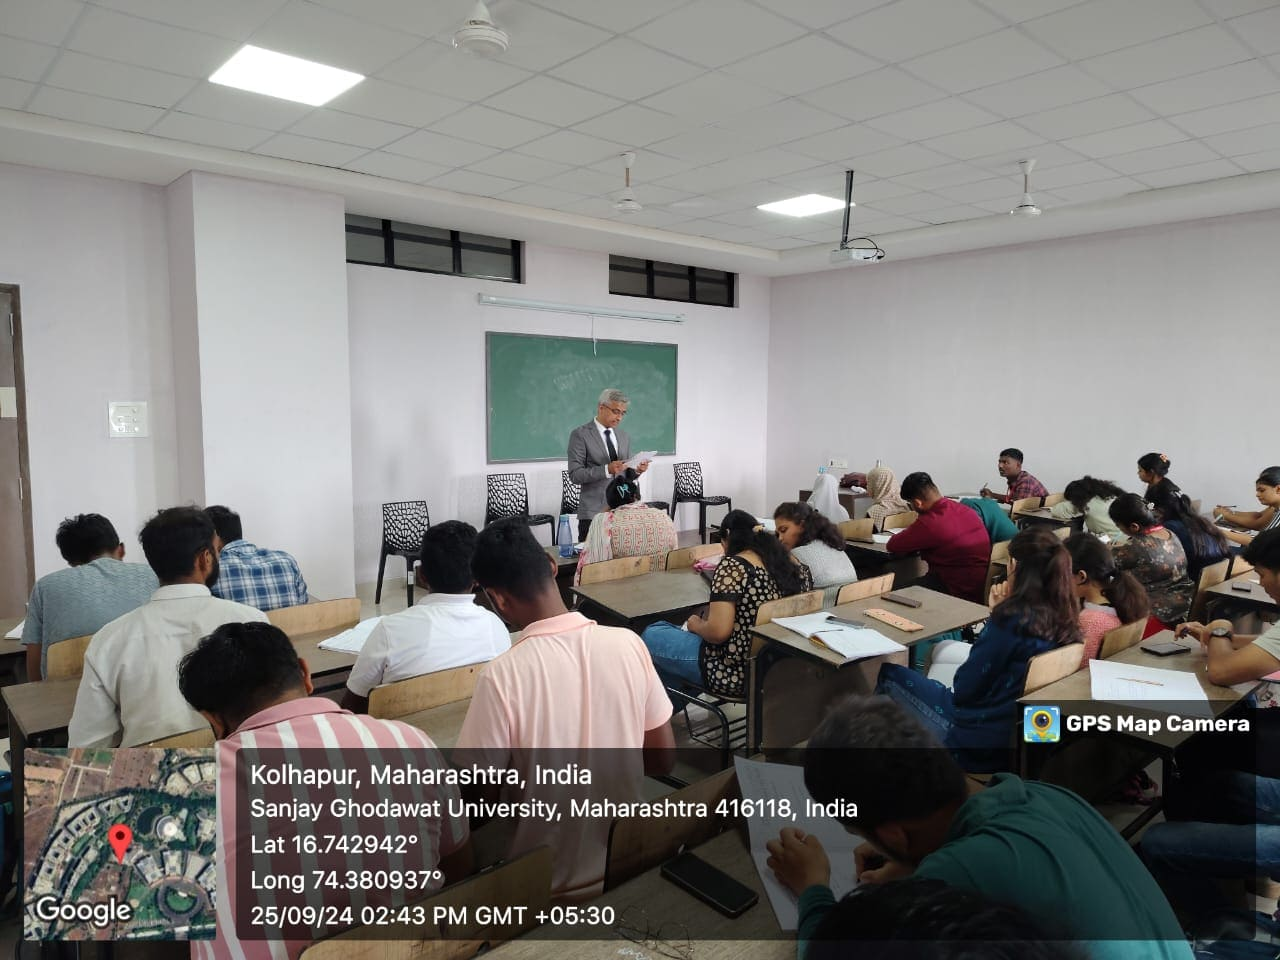 GPS Map Camera
Kolhapur, Maharashtra, India
Sanjay Ghodawat University, Maharashtra 416118, India
Lat 16.742942°
Long 74.380937°
25/09/24 02:43 PM GMT +05:30
Google